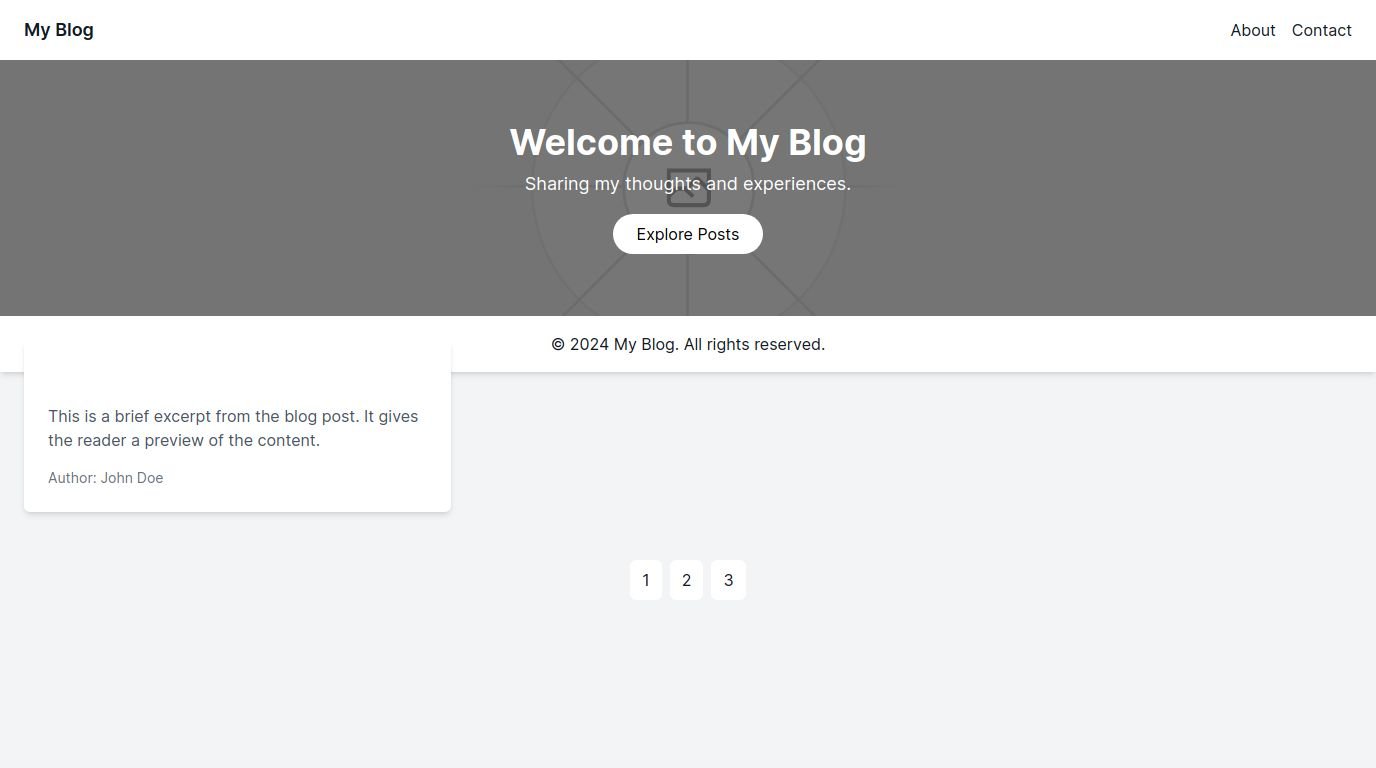 My Blog
About
Contact
Welcome to My Blog
Sharing my thoughts and experiences.
Explore Posts
© 2024 My Blog. All rights reserved.
This is a brief excerpt from the blog post. It gives
the reader a preview of the content.
Author: John Doe
1
2
3